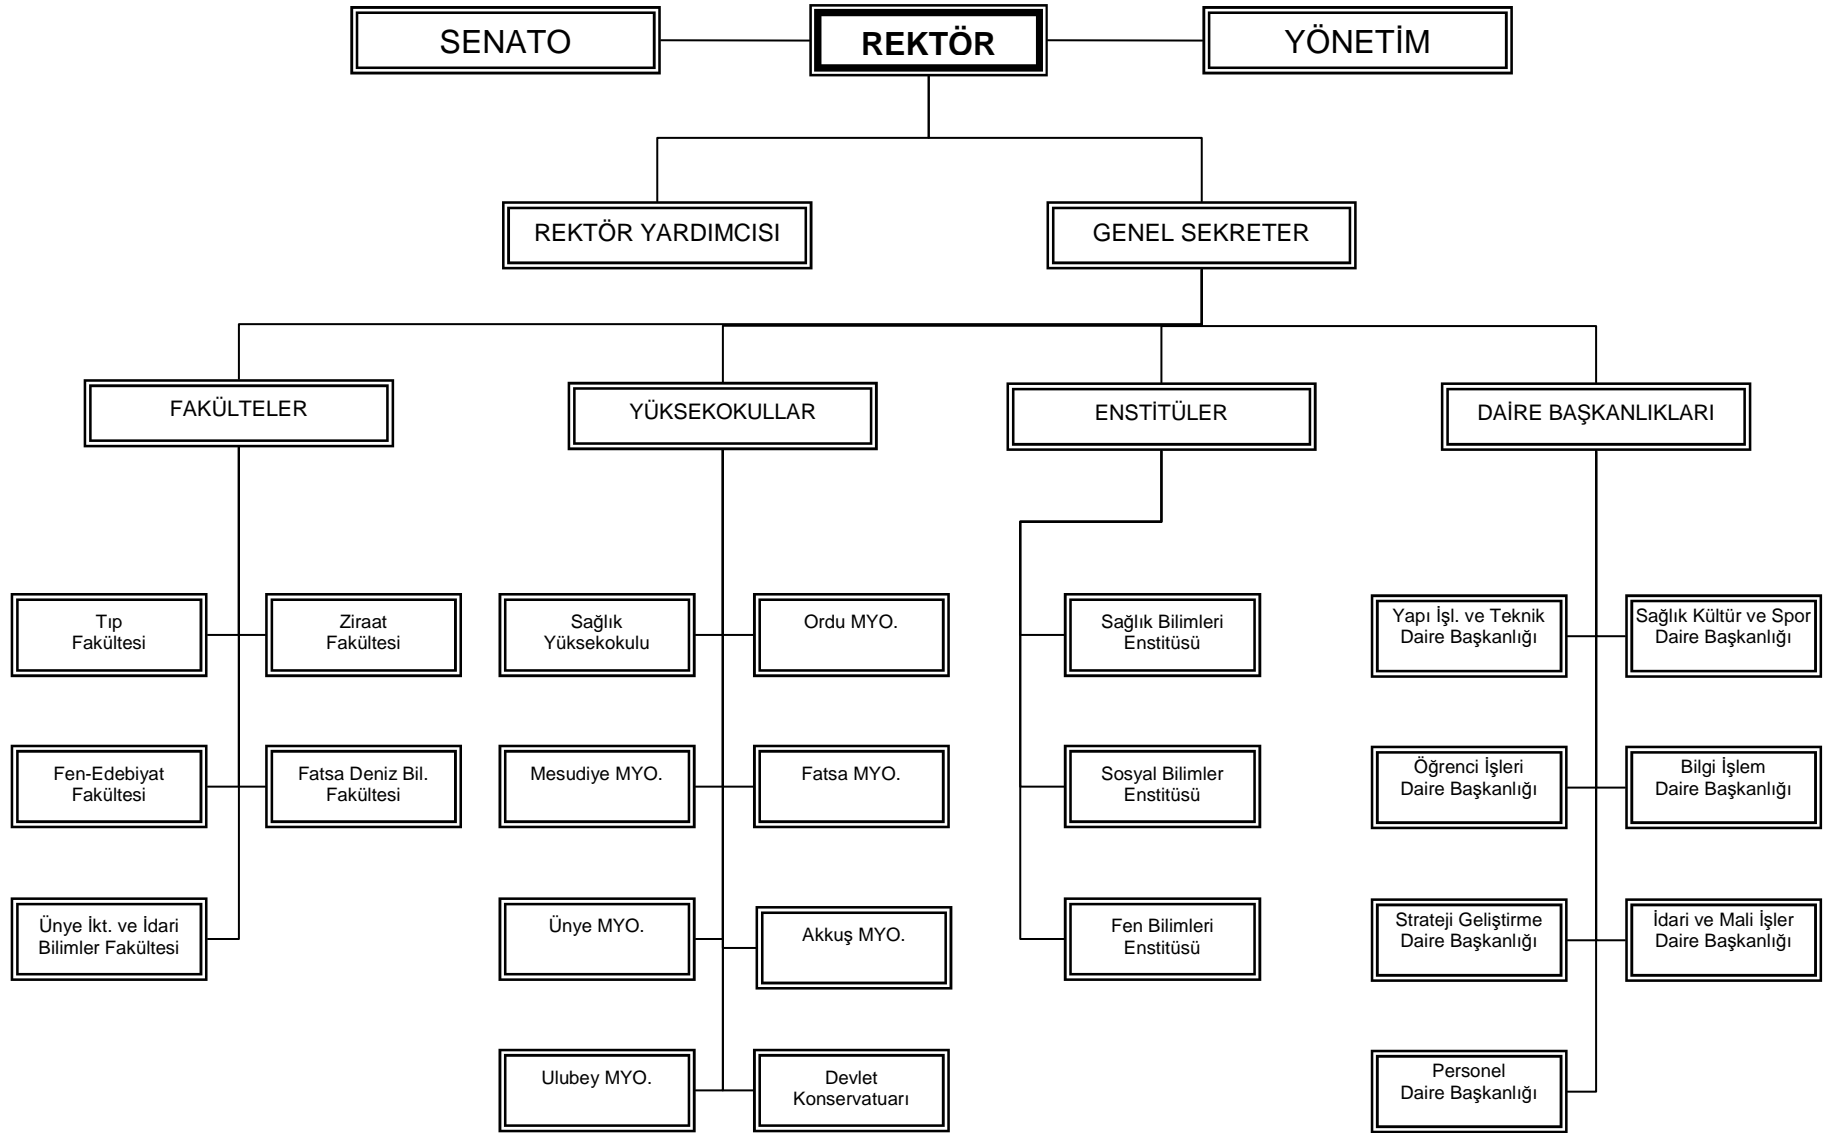 SENATO
REKTÖR
YÖNETİM
REKTÖR YARDIMCISI
GENEL SEKRETER
FAKÜLTELER
YÜKSEKOKULLAR
ENSTİTÜLER
DAİRE BAŞKANLIKLARI
Tıp
Fakültesi
Ziraat
Fakültesi
Sağlık
Yüksekokulu
Ordu MYO.
Sağlık Bilimleri
Enstitüsü
Yapı İşl. ve Teknik
Daire Başkanlığı
Sağlık Kültür ve Spor
Daire Başkanlığı
Fen-Edebiyat
Fakültesi
Fatsa Deniz Bil.
Fakültesi
Mesudiye MYO.
Fatsa MYO.
Sosyal Bilimler
Enstitüsü
Öğrenci İşleri
Daire Başkanlığı
Bilgi İşlem
Daire Başkanlığı
Ünye İkt. ve İdari
Bilimler Fakültesi
Ünye MYO.
Akkuş MYO.
Fen Bilimleri
Enstitüsü
Strateji Geliştirme
Daire Başkanlığı
İdari ve Mali İşler
Daire Başkanlığı
Ulubey MYO.
Devlet
Konservatuarı
Personel
Daire Başkanlığı